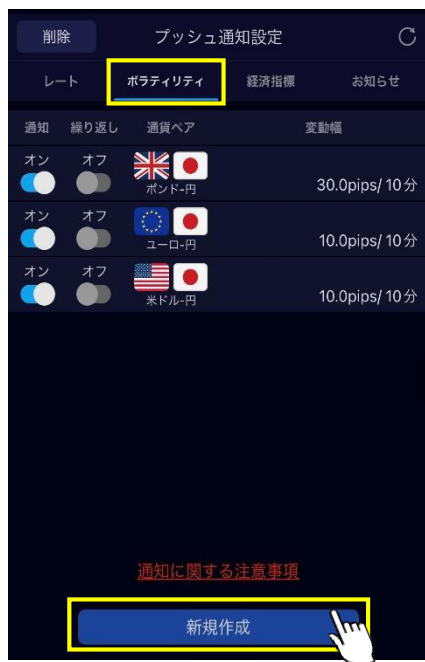 削除 プッシュ通知設定
レート ボラティリティ 経済指標 お知らせ
通知 繰り返し 通貨ペア 変動幅
オン オフ
ポンド-円 30.0pips/ 10分
オン オフ
ユーロ-円 10.0pips/ 10分
オン オフ
米ドル-円 10.0pips/ 10分
通知に関する注意事項
新規作成